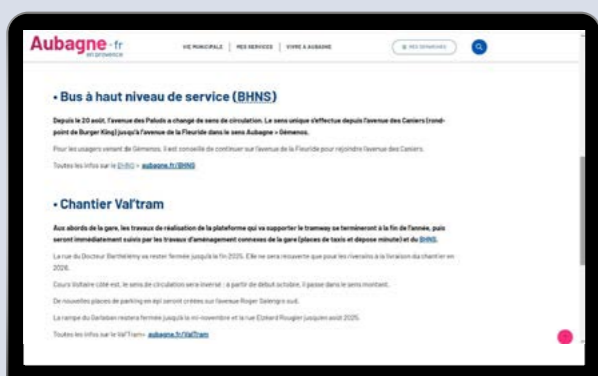 Aubagne·fr
en provence
VIE MUNICIPALE | MES SERVICES | VIVRE À AUBAGNE
MES DÉMARCHES
• Bus à haut niveau de service (BHNS)
Depuis le 20 août, l'avenue des Paluds a changé de sens de circulation. Le sens unique s'effectue depuis l'avenue des Caniers (rond-
point de Burger King) jusqu'à l'avenue de la Fleuride dans le sens Aubagne > Gémenos.
Pour les usagers venant de Gémenos, il est conseillé de continuer sur l'avenue de la Fleuride pour rejoindre l'avenue des Caniers.
Toutes les infos sur le BHNS > aubagne.fr/BHNS
• Chantier Val'tram
Aux abords de la gare, les travaux de réalisation de la plateforme qui va supporter le tramway se termineront à la fin de l'année, puis
seront immédiatement suivis par les travaux d'aménagement connexes de la gare (places de taxis et dépose minute) et du BHNS.
La rue du Docteur Barthélémy va rester fermée jusqu'à la fin 2025. Elle ne sera rouverte que pour les riverains à la livraison du chantier en
2026.
Cours Voltaire côté est, le sens de circulation sera inversé : à partir de début octobre, il passe dans le sens montant.
De nouvelles places de parking en épi seront créées sur l'avenue Roger Salengro sud.
La rampe du Garlaban restera fermée jusqu'à la mi-novembre et la rue Elzéard Rougier jusqu'en août 2025.
Toutes les infos sur le Val'Tram> aubagne.fr/ValTram